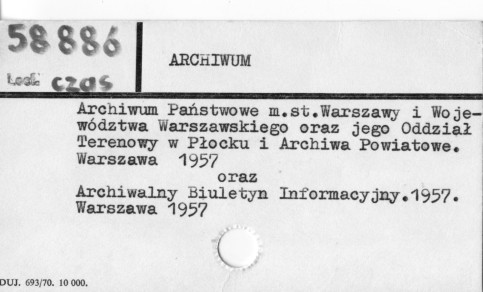 58886
czas
ARCHIWUM
Archiwum Państwowe m.st.Warszawy i Woje-
wództwa Warszawskiego oraz jego Oddział
Terenowy w Płocku i Archiwa Powiatowe.
Warszawa 1957
oraz
Archiwalny Biuletyn Informacyjny.1957.
Warszawa 1957
DUJ. 693/70. 10 000.